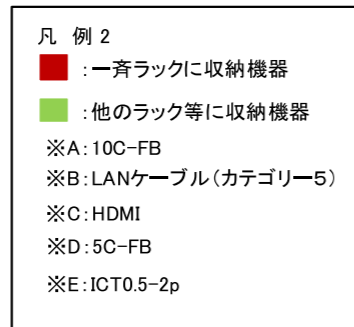 凡 例 2
:一斉ラックに収納機器
:他のラック等に収納機器
※A:10C-FB
※B:LANケーブル(カテゴリー5)
※C:HDMI
※D:5C-FB
※E:ICT0.5-2p